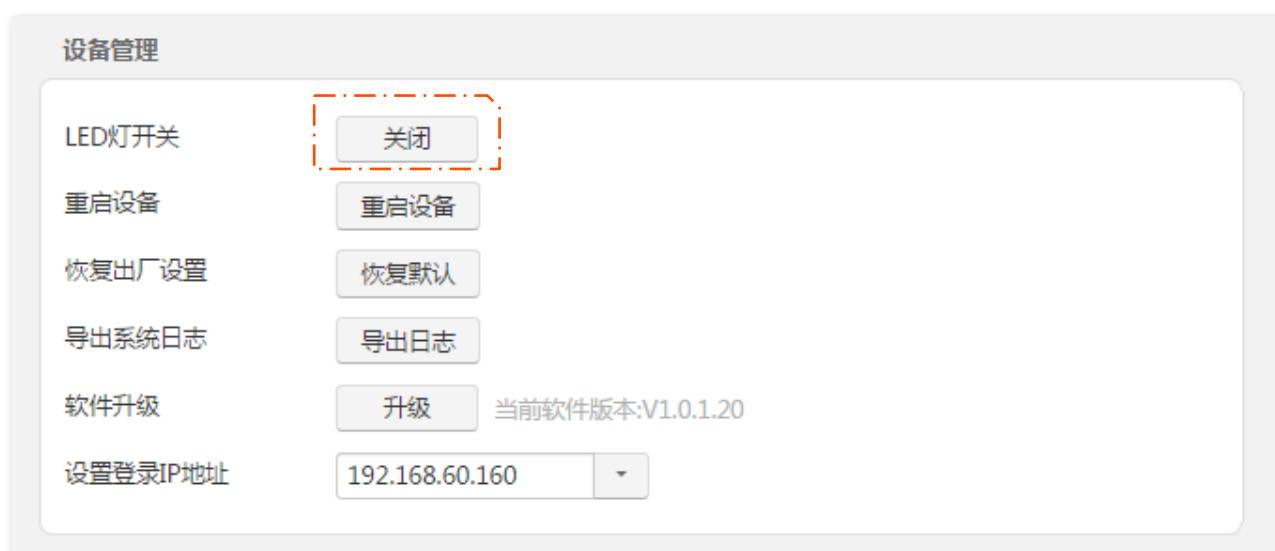 设备管理
LED灯开关 关闭
重启设备 重启设备
恢复出厂设置 恢复默认
导出系统日志 导出日志
软件升级 升级 当前软件版本:V1.0.1.20
设置登录IP地址 192.168.60.160